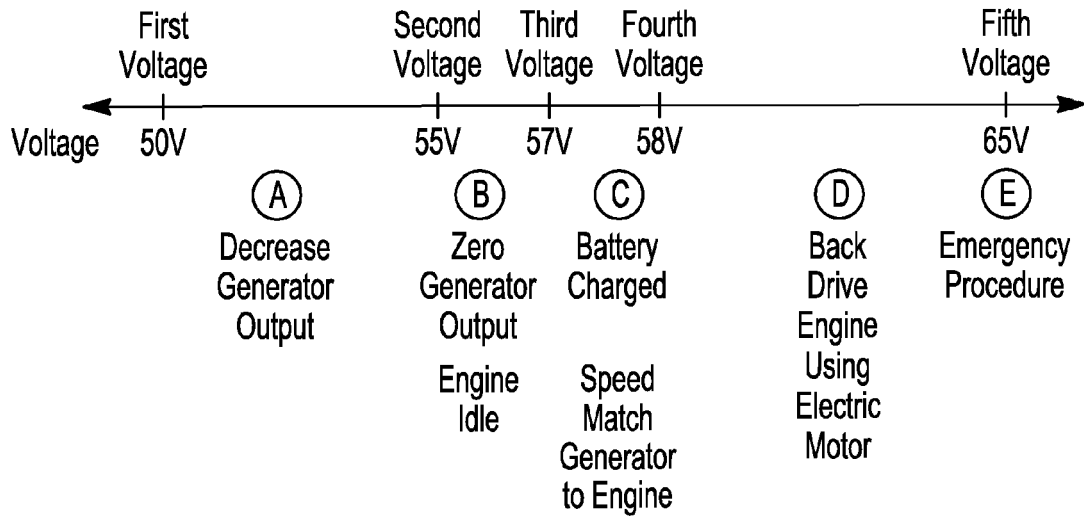 First
Voltage
Second
Voltage
Third
Voltage
Fourth
Voltage
Fifth
Voltage
Voltage
50V
55V
57V
58V
65V
A
Decrease
Generator
Output
B
Zero
Generator
Output
Engine
Idle
C
Battery
Charged
Speed
Match
Generator
to Engine
D
Back
Drive
Engine
Using
Electric
Motor
E
Emergency
Procedure